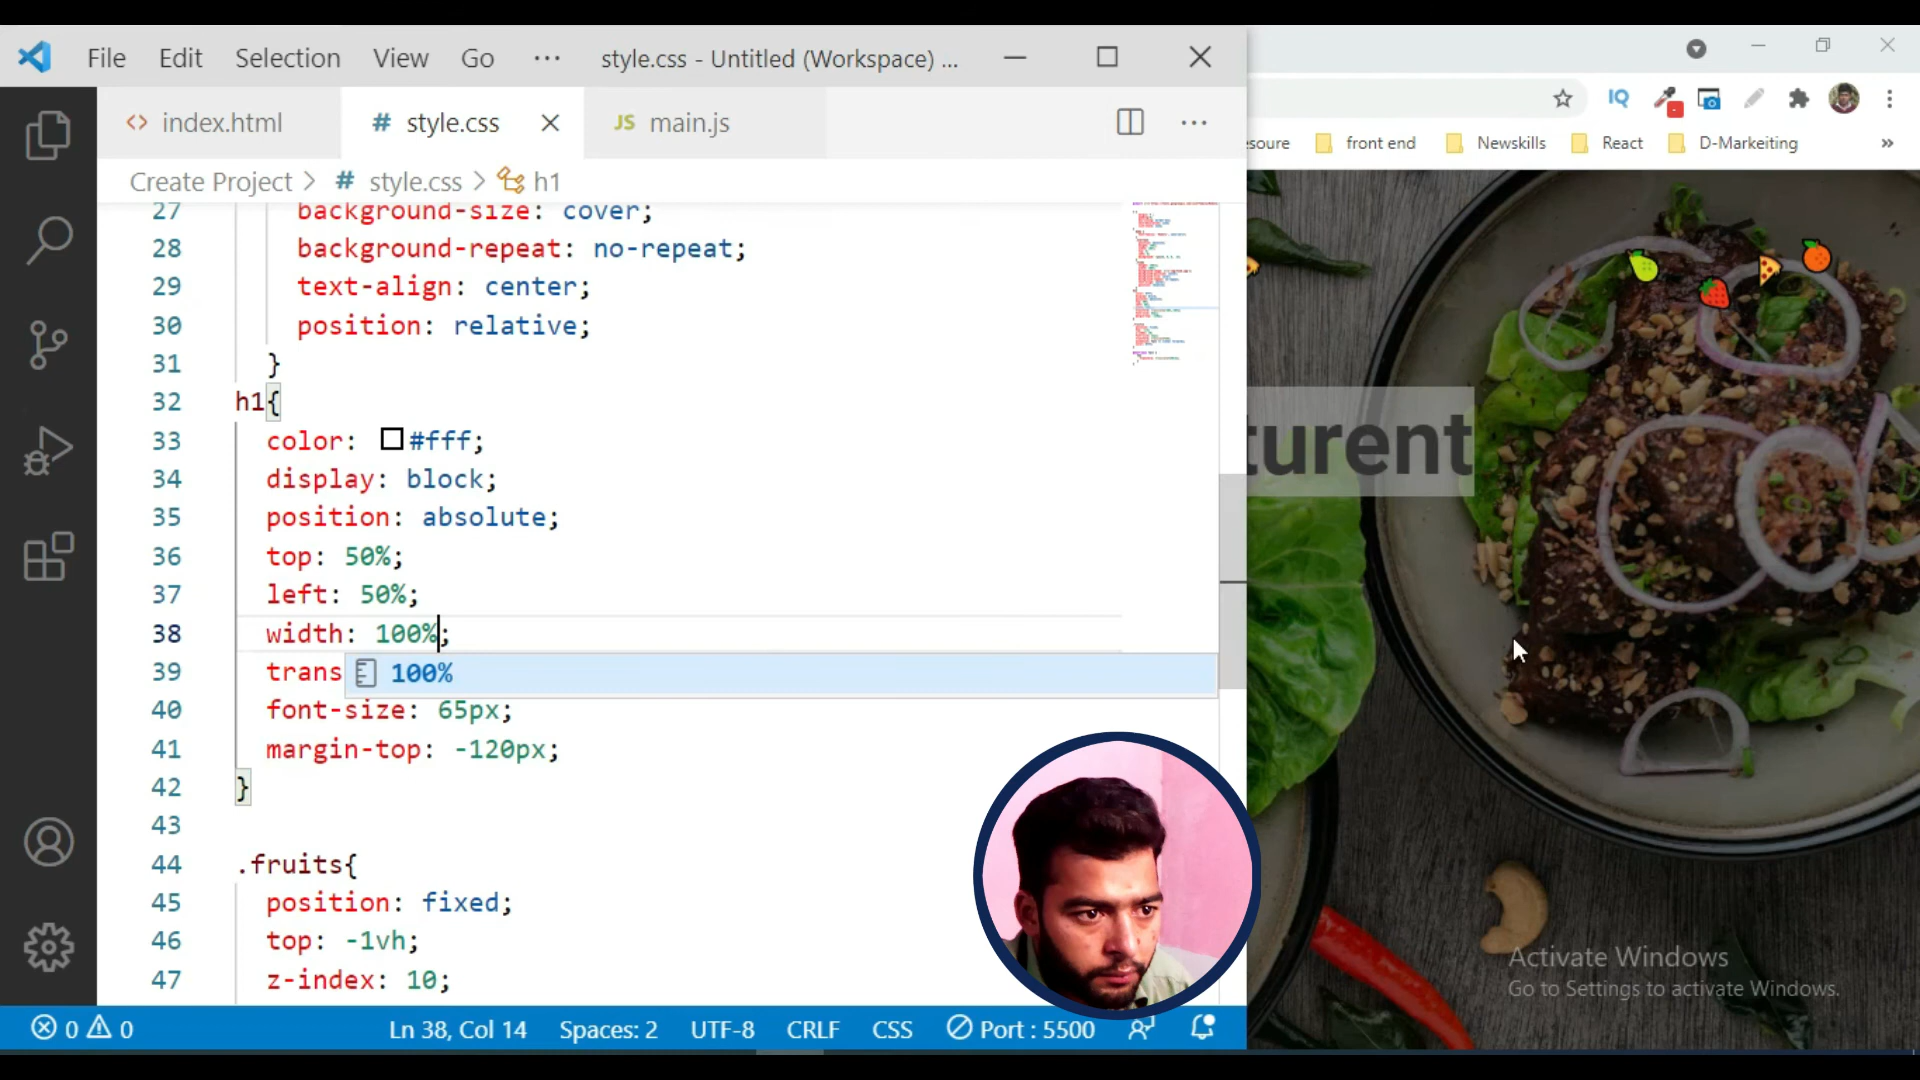 File Edit Selection View Go ··· style.css - Untitled (Workspace) ...
index.html
# style.css
JS main.js
Create Project > # style.css > h1
27 background-size: cover;
28 background-repeat: no-repeat;
29 text-align: center;
30 position: relative;
31 }
32 h1{
33 color: #fff;
34 display: block;
35 position: absolute;
36 top: 50%;
37 left: 50%;
38 width: 100%;
39 trans
100%
40 font-size: 65px;
41 margin-top: -120px;
42 }
43
44 .fruits{
45 position: fixed;
46 top: -1vh;
47 z-index: 10;
0 0 Ln 38, Col 14 Spaces: 2 UTF-8 CRLF CSS Port : 5500
IQ
esoure front end Newskills React D-Markeiting »
turent
Activate Windows
Go to Settings to activate Windows.